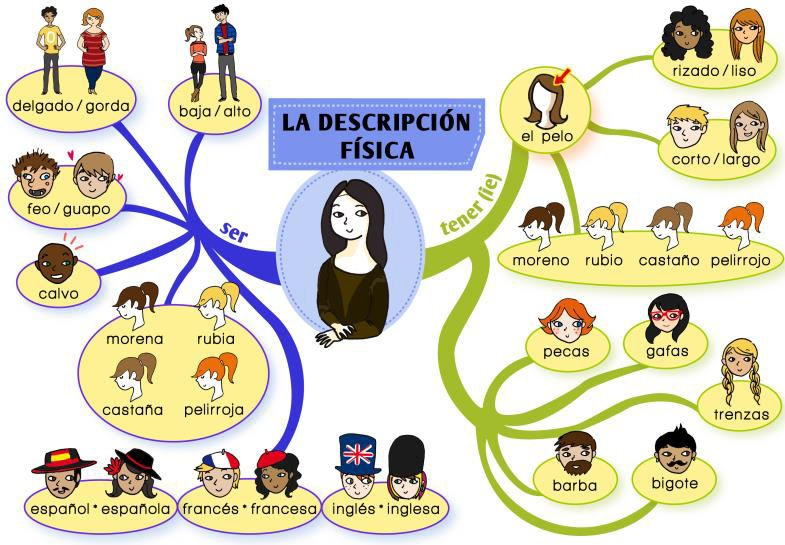 LA DESCRIPCIÓN
FÍSICA
ser
delgado / gorda
baja / alto
feo / guapo
calvo
morena
rubia
castaña
pelirroja
español * española
francés * francesa
inglés * inglesa
tener (ie)
el pelo
rizado / liso
corto / largo
moreno
rubio
castaño
pelirrojo
pecas
gafas
trenzas
barba
bigote